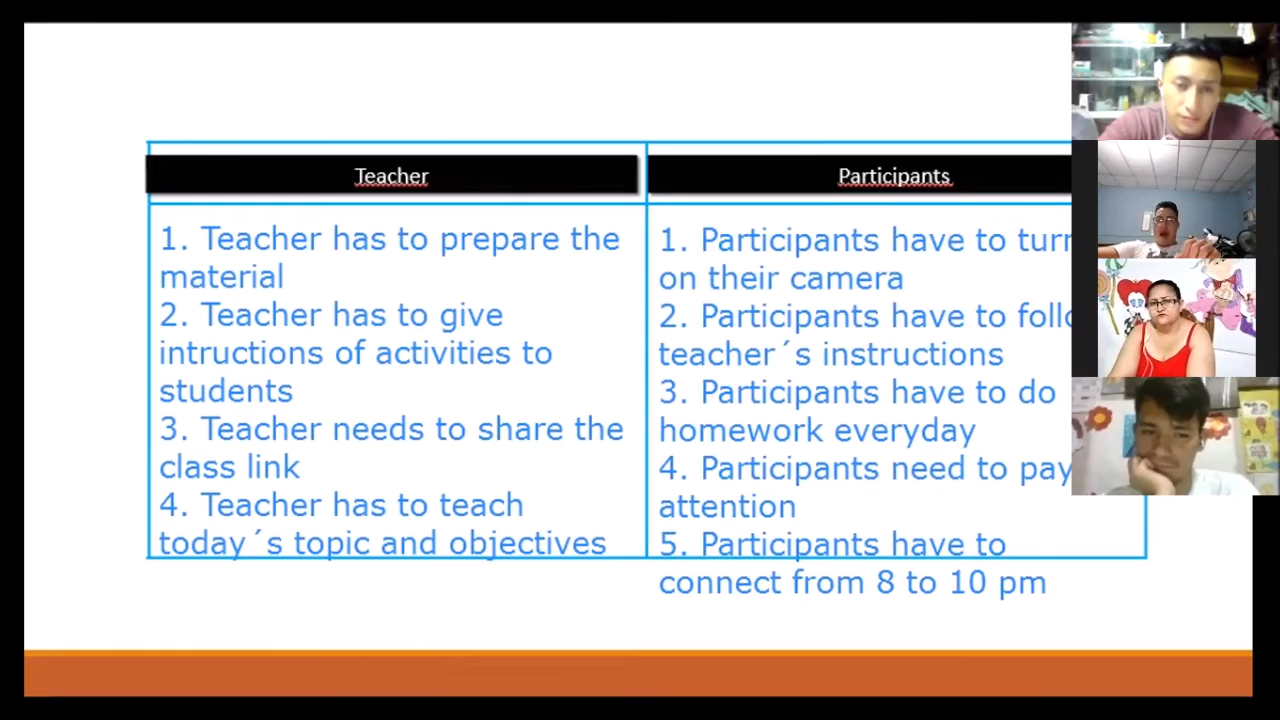 Teacher
Participants
1. Teacher has to prepare the
material
2. Teacher has to give
intructions of activities to
students
3. Teacher needs to share the
class link
4. Teacher has to teach
today´s topic and objectives
1. Participants have to
on their camera
2. Participants have to
teacher´s instructions
3. Participants have to do
homework everyday
4. Participants need to pay
attention
5. Participants have to
connect from 8 to 10 pm